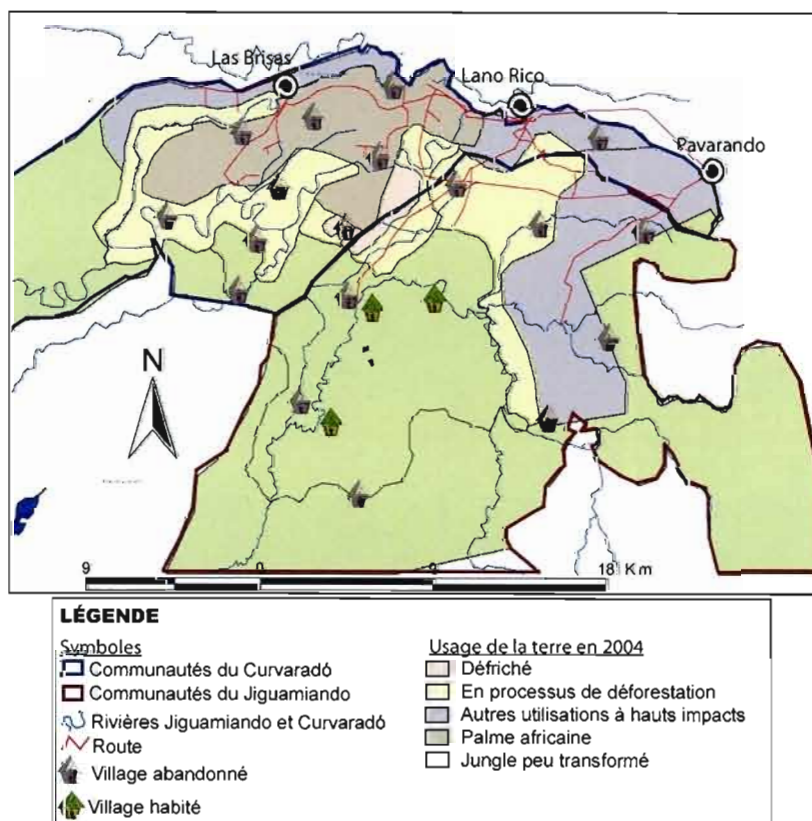 Las Brisas
Lano Rico
Pavarando
N
9 0 9 18 Km
LÉGENDE
Symboles
Communautés du Curvaradó
Communautés du Jiguamiando
Rivières Jiguamiando et Curvaradó
Route
Village abandonné
Village habité
Usage de la terre en 2004
Défriché
En processus de déforestation
Autres utilisations à hauts impacts
Palme africaine
Jungle peu transformé